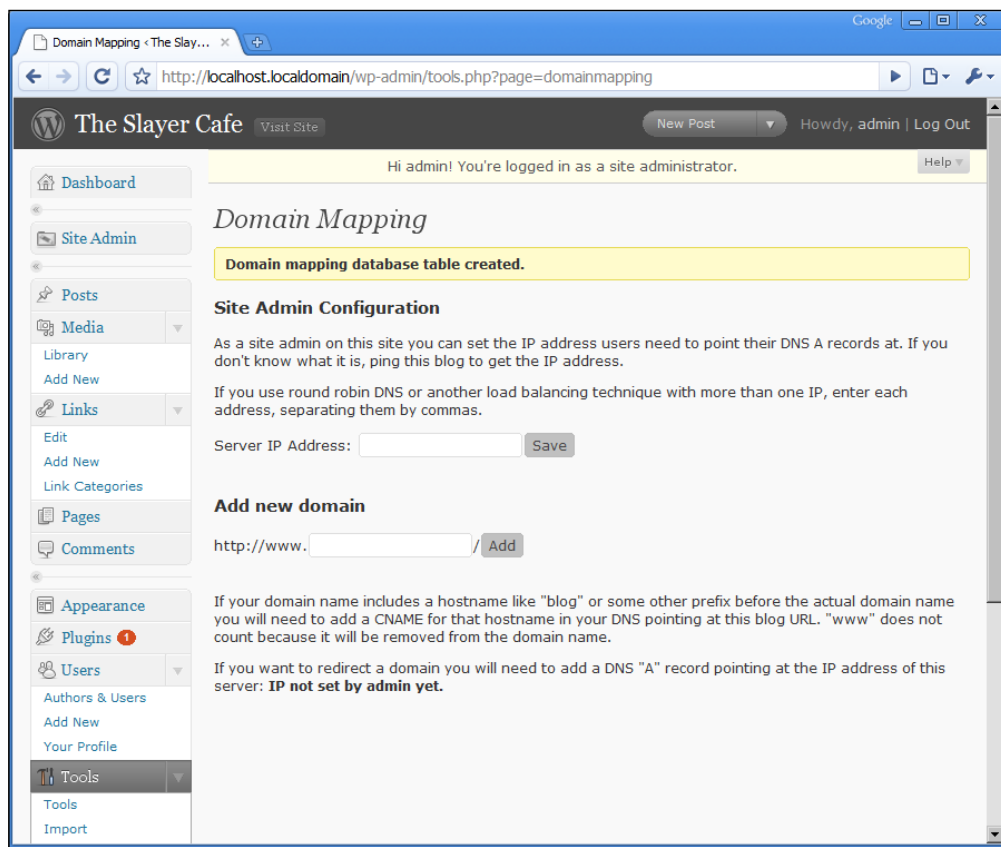 Google
Domain Mapping ‹ The Slay...
http://localhost.localdomain/wp-admin/tools.php?page=domainmapping
The Slayer Cafe Visit Site New Post Howdy, admin | Log Out
Hi admin! You're logged in as a site administrator. Help
Dashboard
Site Admin
Posts
Media
Library
Add New
Links
Edit
Add New
Link Categories
Pages
Comments
Appearance
Plugins 1
Users
Authors & Users
Add New
Your Profile
Tools
Tools
Import
Domain Mapping
Domain mapping database table created.
Site Admin Configuration
As a site admin on this site you can set the IP address users need to point their DNS A records at. If you
don't know what it is, ping this blog to get the IP address.
If you use round robin DNS or another load balancing technique with more than one IP, enter each
address, separating them by commas.
Server IP Address: Save
Add new domain
http://www. / Add
If your domain name includes a hostname like "blog" or some other prefix before the actual domain name
you will need to add a CNAME for that hostname in your DNS pointing at this blog URL. "www" does not
count because it will be removed from the domain name.
If you want to redirect a domain you will need to add a DNS "A" record pointing at the IP address of this
server: IP not set by admin yet.